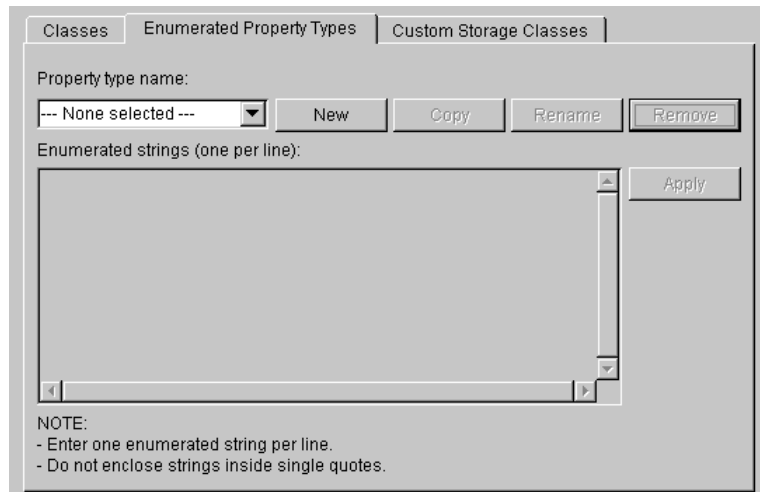 Classes Enumerated Property Types Custom Storage Classes
Property type name:
--- None selected --- New Copy Rename Remove
Enumerated strings (one per line):
Apply
NOTE:
- Enter one enumerated string per line.
- Do not enclose strings inside single quotes.